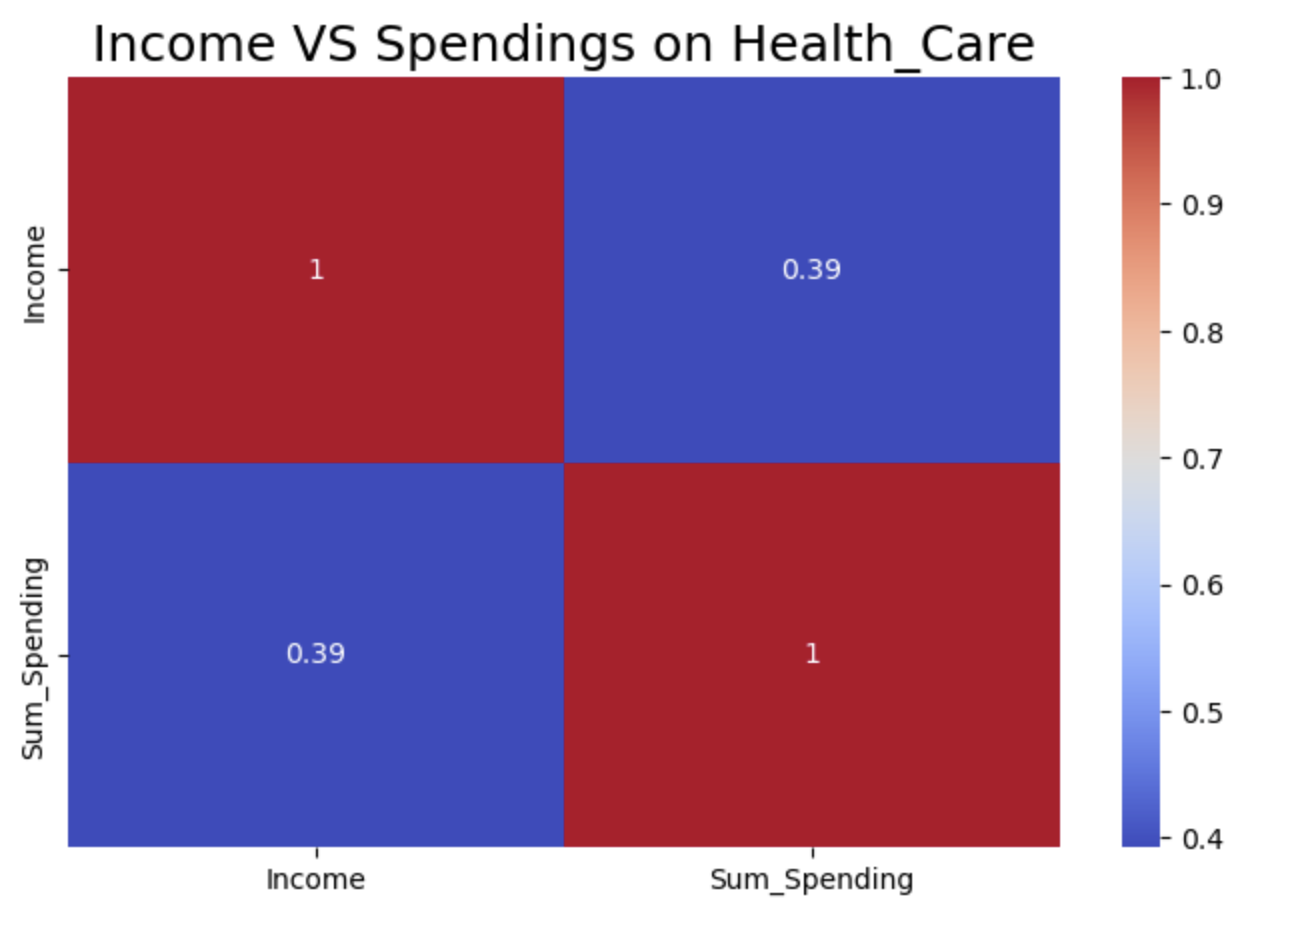 Income VS Spendings on Health_Care
1.0
0.9
0.8
0.7
0.6
0.5
0.4
Income
1
0.39
Sum_Spending
0.39
1
Income
Sum_Spending